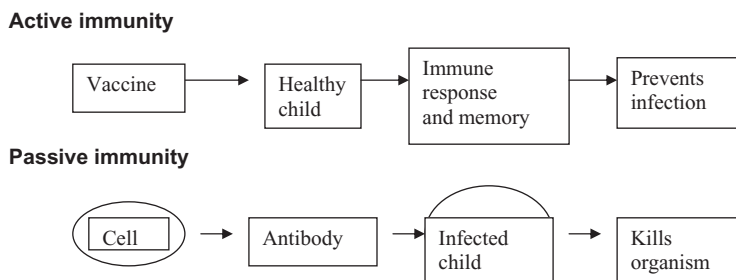 Active immunity
Vaccine
Healthy
child
Immune
response
and memory
Prevents
infection
Passive immunity
Cell
Antibody
Infected
child
Kills
organism